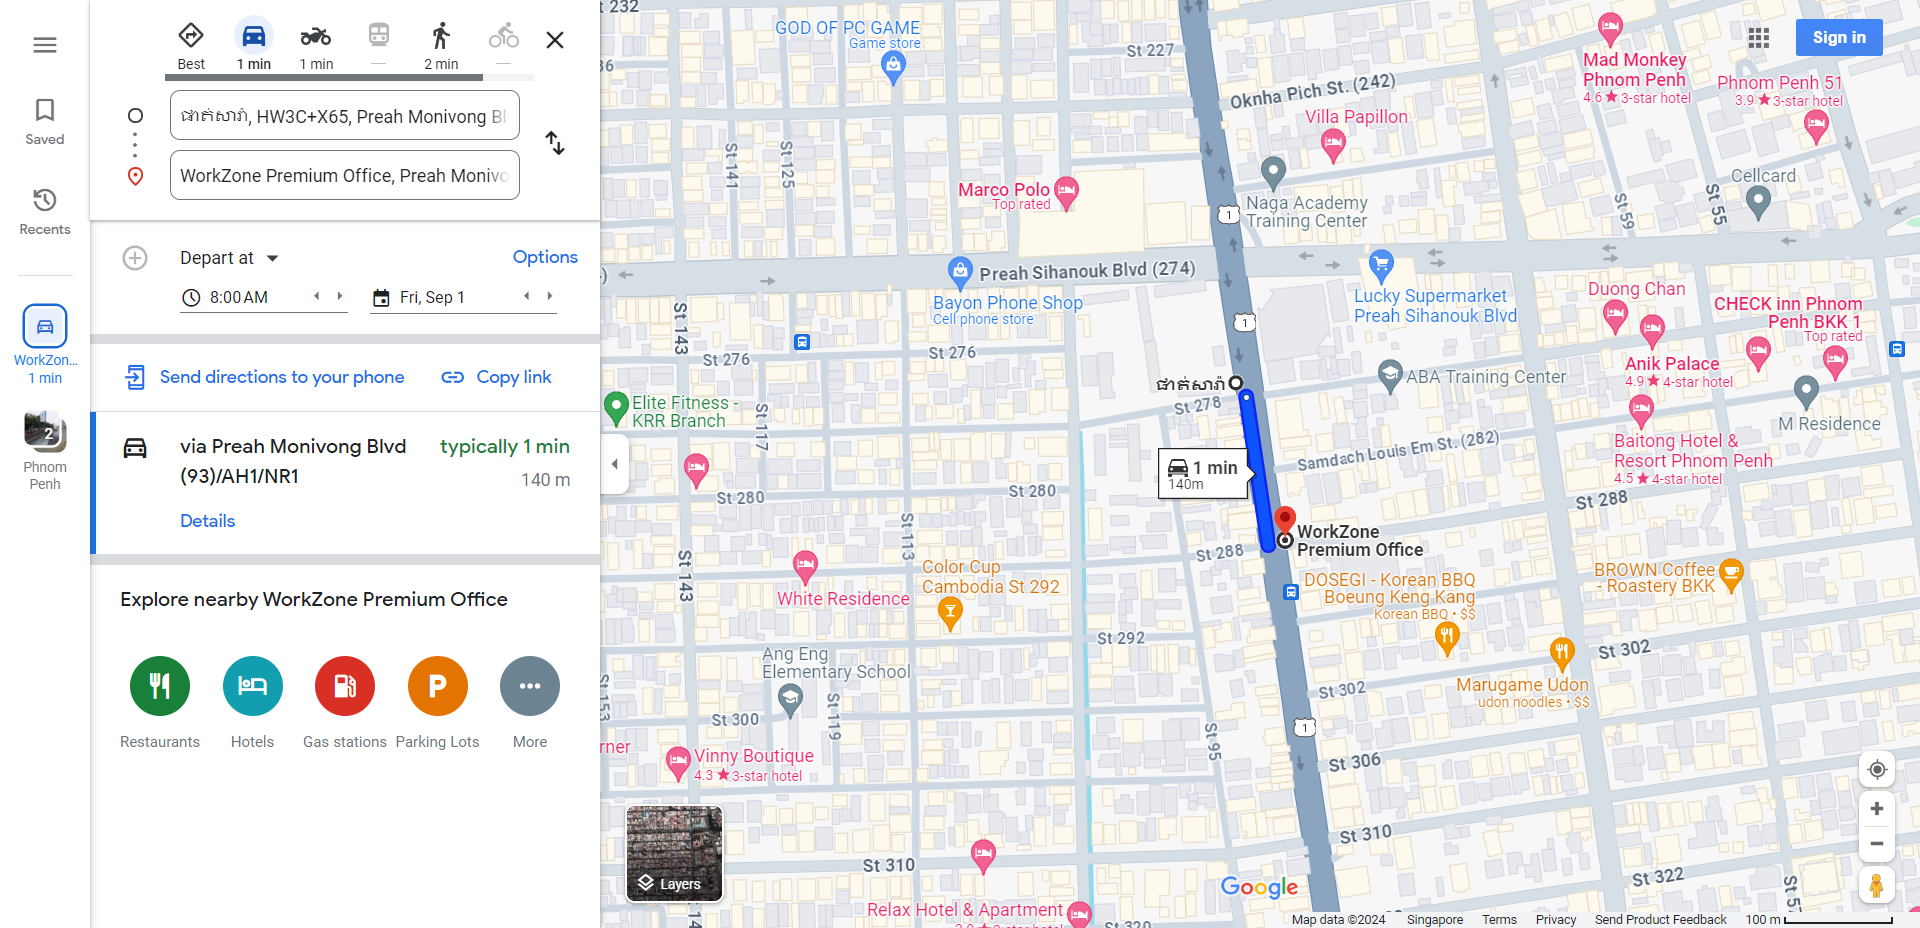 Saved
Recents
WorkZon...
1 min
2
Phnom
Penh
Best
1 min
1 min
—
2 min
—
ផាត់សារ៉ា, HW3C+X65, Preah Monivong Bl
WorkZone Premium Office, Preah Monivo
Depart at
Options
8:00 AM
Fri, Sep 1
Send directions to your phone
Copy link
via Preah Monivong Blvd
(93)/AH1/NR1
typically 1 min
140 m
Details
Explore nearby WorkZone Premium Office
P
Restaurants
Hotels
Gas stations
Parking Lots
More
t 232
GOD OF PC GAME
Game store
St 227
36
Oknha Pich St. (242)
Mad Monkey
Phnom Penh
4.6 ★ 3-star hotel
Sign in
Phnom Penh 51
3.9 ★ 3-star hotel
Villa Papillon
St 141
St 125
Marco Polo
Top rated
1
Naga Academy
Training Center
Cellcard
St 59
St 55
Preah Sihanouk Blvd (274)
)
Bayon Phone Shop
Cell phone store
Lucky Supermarket
Preah Sihanouk Blvd
Duong Chan
CHECK inn Phnom
Penh BKK 1
Top rated
1
St 143
St 276
St 276
Anik Palace
4.9 ★ 4-star hotel
ABA Training Center
ផាត់សារ៉ា
St 278
Elite Fitness -
KRR Branch
St 117
M Residence
Samdach Louis Em St. (282)
Baitong Hotel &
Resort Phnom Penh
4.5 ★ 4-star hotel
1 min
140m
St 280
St 280
St 288
St 113
WorkZone
Premium Office
St 288
St 143
Color Cup
Cambodia St 292
White Residence
DOSEGI - Korean BBQ
Boeung Keng Kang
Korean BBQ • $$
BROWN Coffee
- Roastery BKK
St 292
St 302
Ang Eng
Elementary School
St 302
Marugame Udon
udon noodles • $$
St 153
St 119
St 300
St 95
1
rner
Vinny Boutique
4.3 ★ 3-star hotel
St 306
St 310
St 310
Layers
St 322
St 57
Google
Relax Hotel & Apartment
St 14
St 320
Map data ©2024
Singapore
Terms
Privacy
Send Product Feedback
100 m